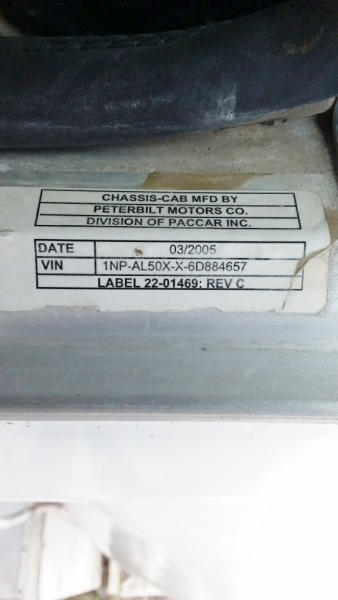 CHASSIS-CAB MFD BY
PETERBILT MOTORS CO.
DIVISION OF PACCAR INC.
DATE 03/2005
VIN 1NP-AL50X-X-6D884657
LABEL 22-01469: REV C